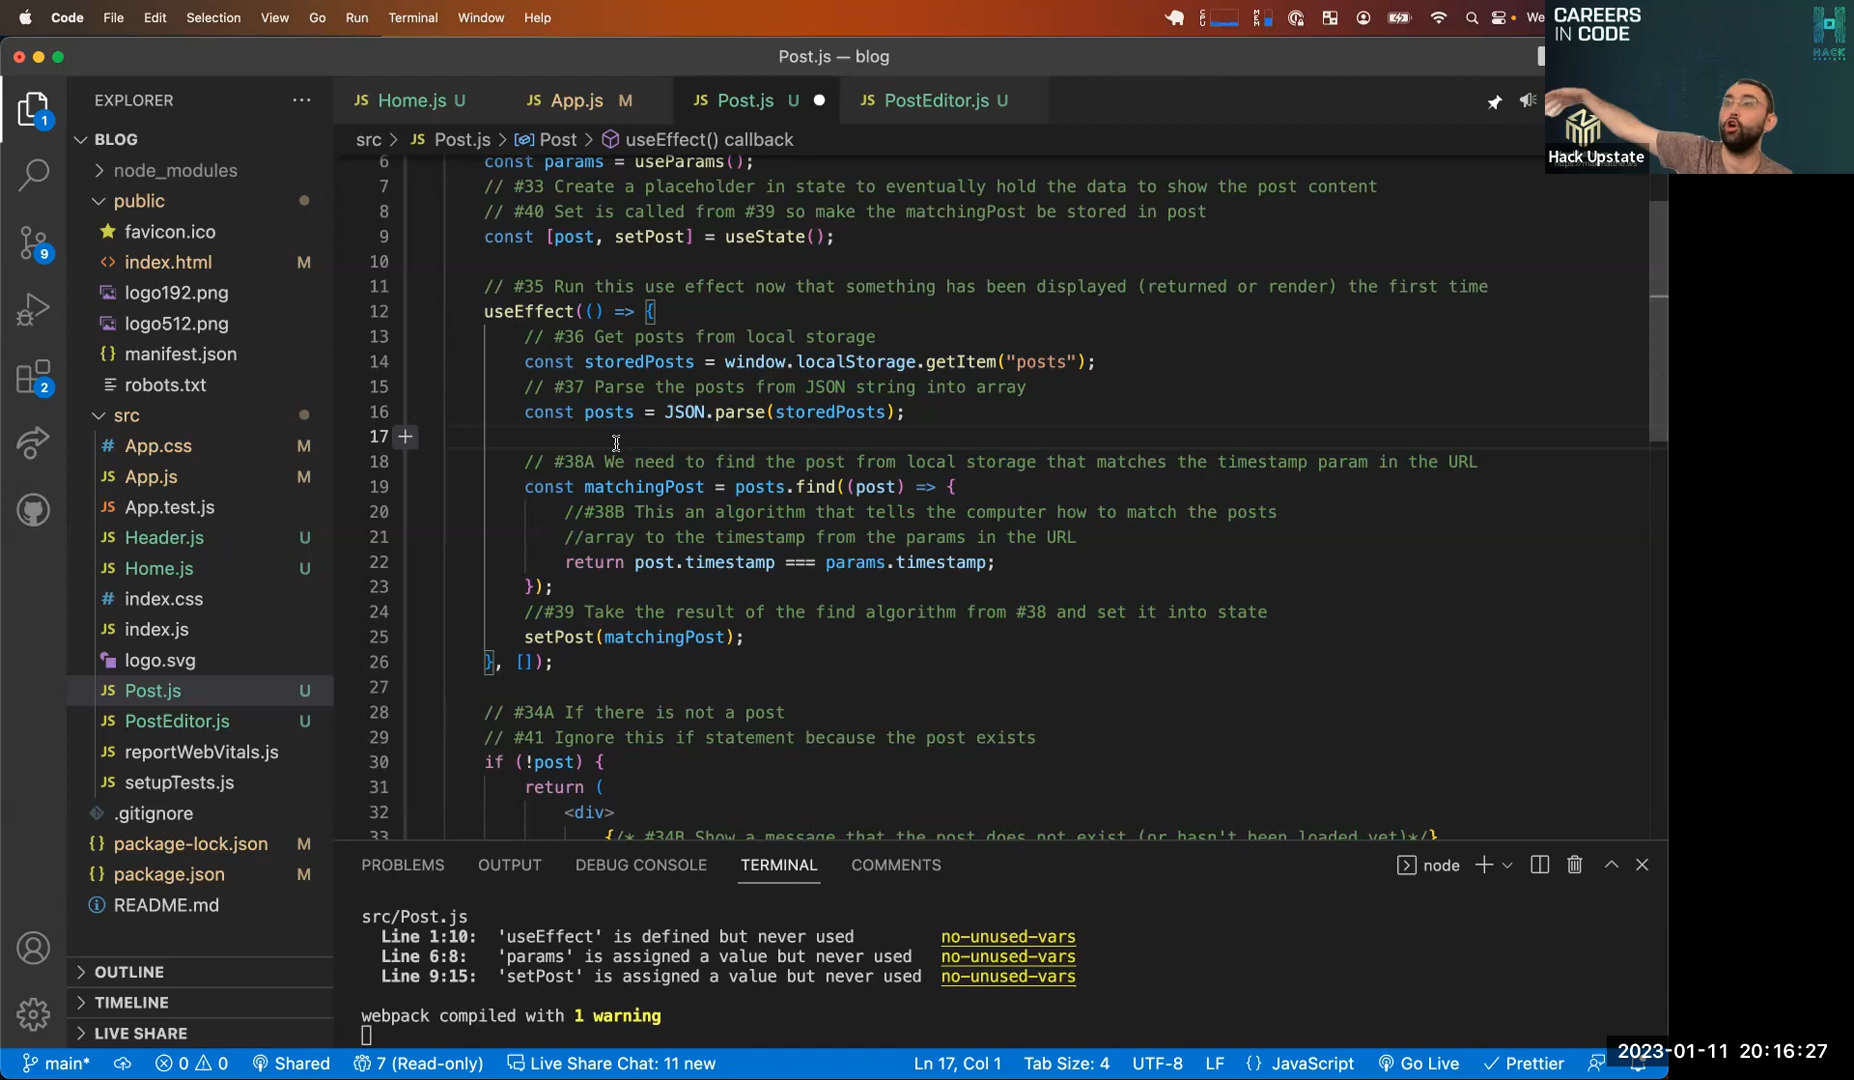 Code File Edit Selection View Go Run Terminal Window Help
We
CAREERS
IN CODE
HACK
UPSTATE
Hack Upstate
Post.js — blog
EXPLORER
Home.js U
App.js M
Post.js U
PostEditor.js U
src > Post.js > Post > useEffect() callback
BLOG
node_modules
public
favicon.ico
index.html M
logo192.png
logo512.png
manifest.json
robots.txt
src
App.css M
App.js M
App.test.js
Header.js U
Home.js U
index.css
index.js
logo.svg
Post.js U
PostEditor.js U
reportWebVitals.js
setupTests.js
.gitignore
package-lock.json M
package.json M
README.md
OUTLINE
TIMELINE
LIVE SHARE
1
9
2
6 const params = useParams();
7 // #33 Create a placeholder in state to eventually hold the data to show the post content
8 // #40 Set is called from #39 so make the matchingPost be stored in post
9 const [post, setPost] = useState();
10
11 // #35 Run this use effect now that something has been displayed (returned or render) the first time
12 useEffect(() => {
13 // #36 Get posts from local storage
14 const storedPosts = window.localStorage.getItem("posts");
15 // #37 Parse the posts from JSON string into array
16 const posts = JSON.parse(storedPosts);
17
18 // #38A We need to find the post from local storage that matches the timestamp param in the URL
19 const matchingPost = posts.find((post) => {
20 //#38B This an algorithm that tells the computer how to match the posts
21 //array to the timestamp from the params in the URL
22 return post.timestamp === params.timestamp;
23 });
24 //#39 Take the result of the find algorithm from #38 and set it into state
25 setPost(matchingPost);
26 }, []);
27
28 // #34A If there is not a post
29 // #41 Ignore this if statement because the post exists
30 if (!post) {
31 return (
32 <div>
33 {/* #34B Show a message that the post does not exist (or hasn't been loaded yet)*/}
PROBLEMS OUTPUT DEBUG CONSOLE TERMINAL COMMENTS
node
src/Post.js
Line 1:10: 'useEffect' is defined but never used no-unused-vars
Line 6:8: 'params' is assigned a value but never used no-unused-vars
Line 9:15: 'setPost' is assigned a value but never used no-unused-vars
webpack compiled with 1 warning
main* 0 0 Shared 7 (Read-only) Live Share Chat: 11 new Ln 17, Col 1 Tab Size: 4 UTF-8 LF {} JavaScript Go Live Prettier
2023-01-11 20:16:27